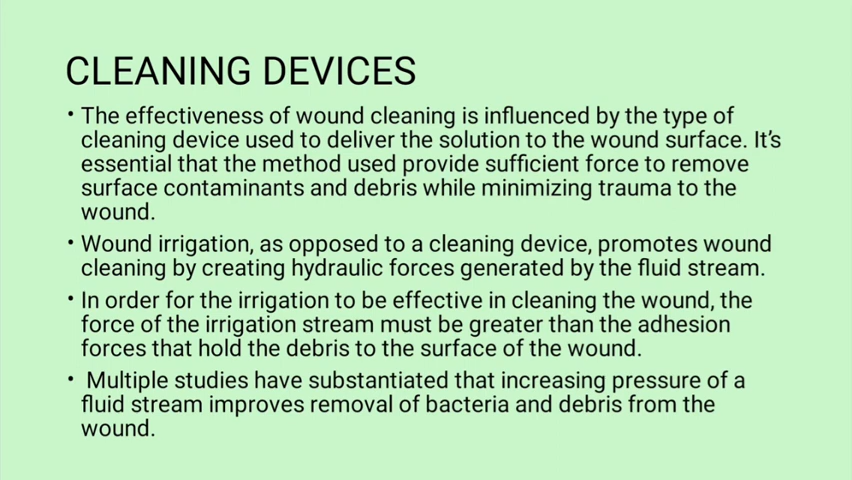 CLEANING DEVICES
• The effectiveness of wound cleaning is influenced by the type of
cleaning device used to deliver the solution to the wound surface. It’s
essential that the method used provide sufficient force to remove
surface contaminants and debris while minimizing trauma to the
wound.
• Wound irrigation, as opposed to a cleaning device, promotes wound
cleaning by creating hydraulic forces generated by the fluid stream.
• In order for the irrigation to be effective in cleaning the wound, the
force of the irrigation stream must be greater than the adhesion
forces that hold the debris to the surface of the wound.
• Multiple studies have substantiated that increasing pressure of a
fluid stream improves removal of bacteria and debris from the
wound.